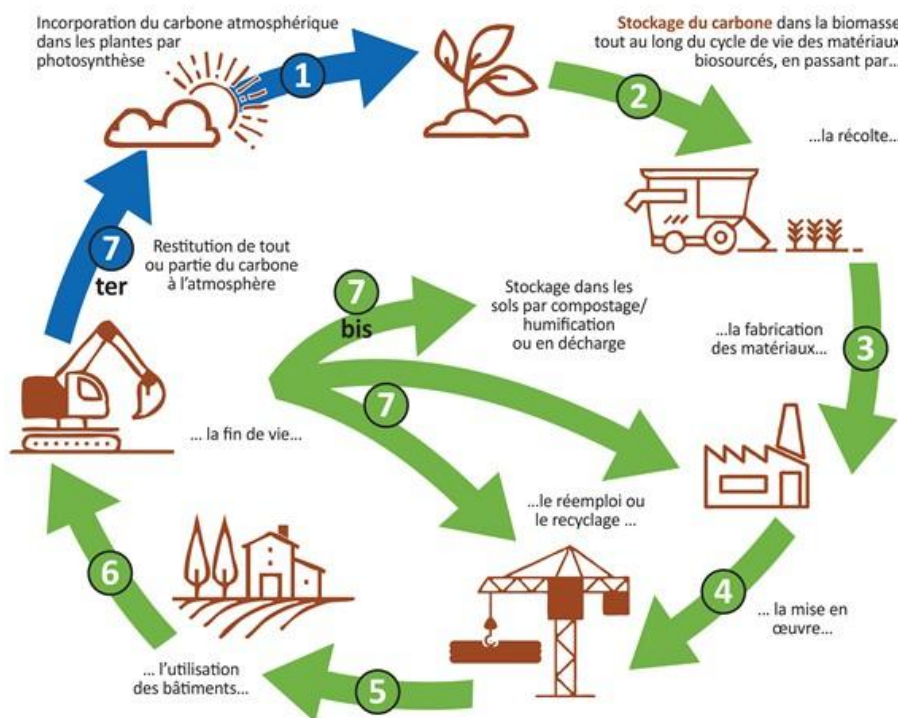 Incorporation du carbone atmosphérique
dans les plantes par
photosynthèse
1
Stockage du carbone dans la biomasse
tout au long du cycle de vie des matériaux
biosourcés, en passant par...
2
...la récolte...
3
...la fabrication
des matériaux...
4
... la mise en
œuvre...
5
... l'utilisation
des bâtiments...
6
... la fin de vie...
7
...le réemploi ou
le recyclage ...
7
bis
Stockage dans les
sols par compostage/
humification
ou en décharge
7
ter
Restitution de tout
ou partie du carbone
à l'atmosphère